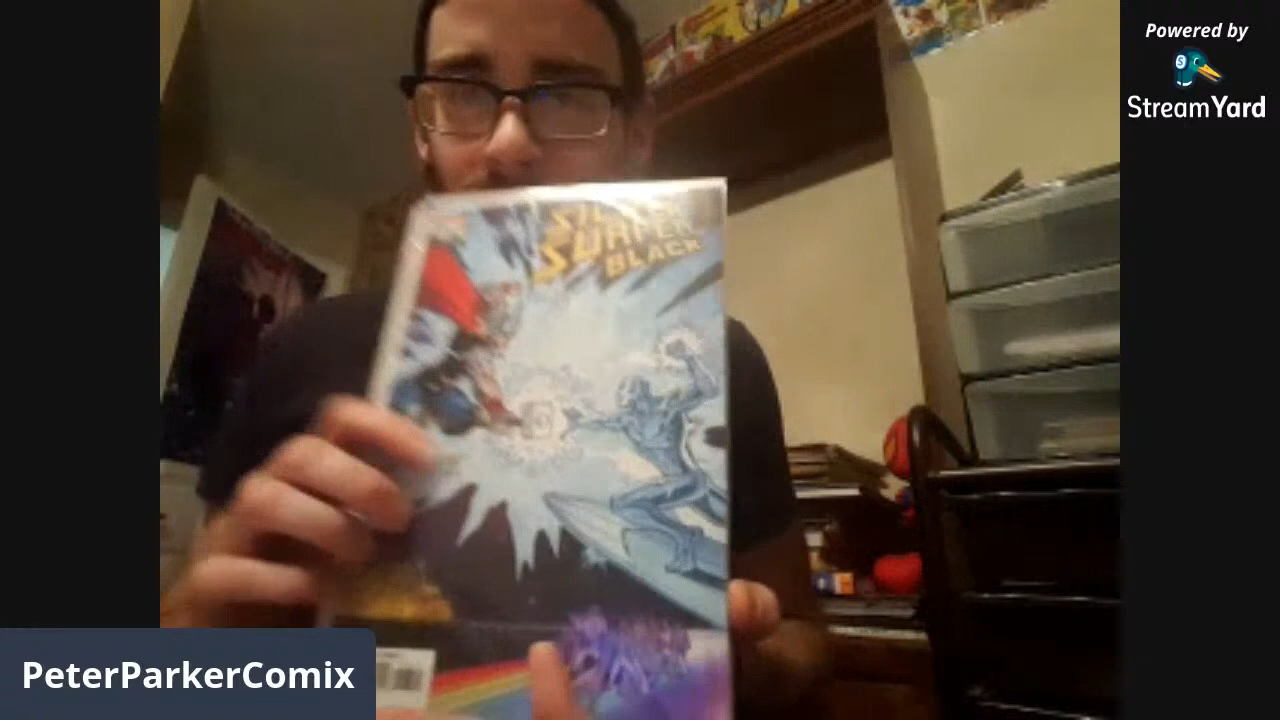 Powered by
StreamYard
SILVER
SURFER
BLACK
PeterParkerComix